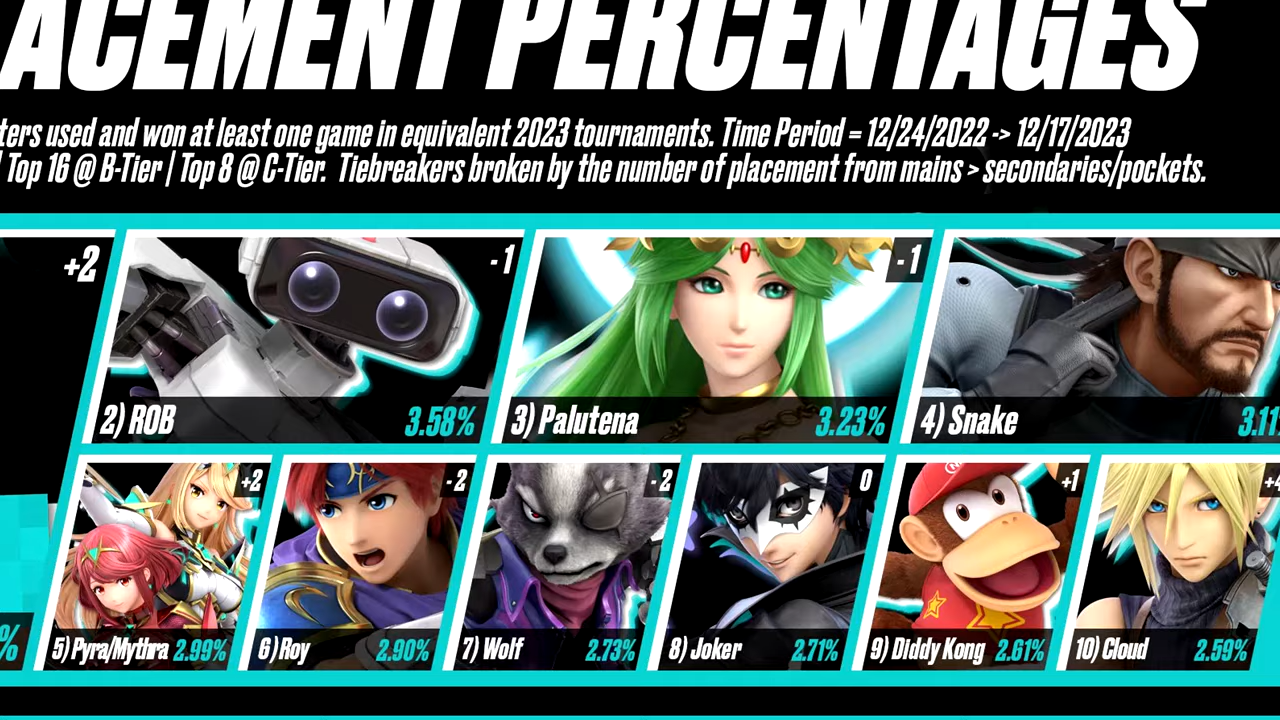 ACEMENT PERCENTAGES
ters used and won at least one game in equivalent 2023 tournaments. Time Period = 12/24/2022 -> 12/17/2023
| Top 16 @ B-Tier | Top 8 @ C-Tier. Tiebreakers broken by the number of placement from mains > secondaries/pockets.
+2 -1 -1
2) ROB 3.58% 3) Palutena 3.23% 4) Snake 3.11
+2 -2 -2 0 +1 +4
% 5) Pyra/Mythra 2.99% 6) Roy 2.90% 7) Wolf 2.73% 8) Joker 2.71% 9) Diddy Kong 2.61% 10) Cloud 2.59%